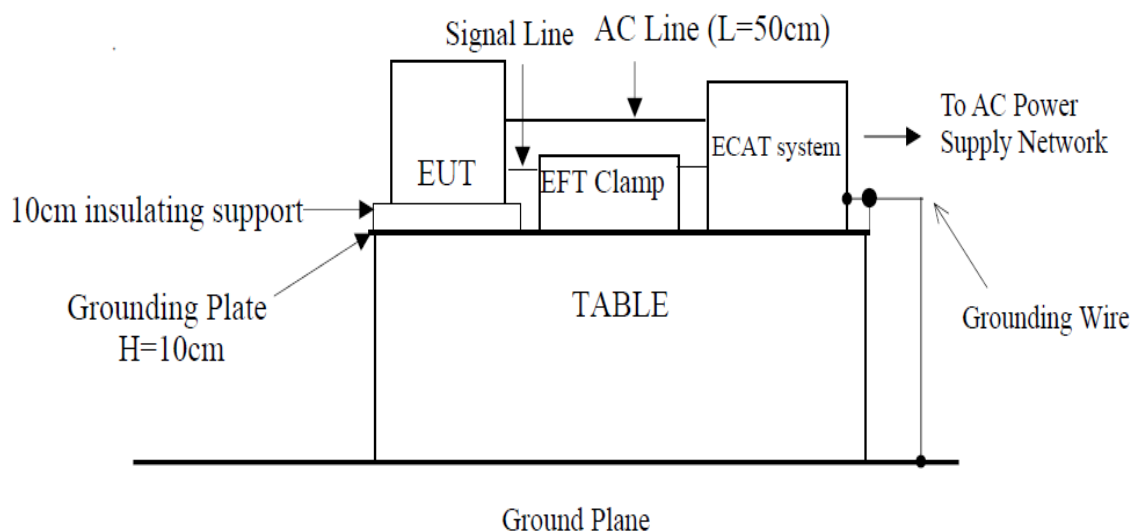 Signal Line
AC Line (L=50cm)
To AC Power
Supply Network
ECAT system
EUT
EFT Clamp
10cm insulating support
Grounding Plate
H=10cm
TABLE
Grounding Wire
Ground Plane